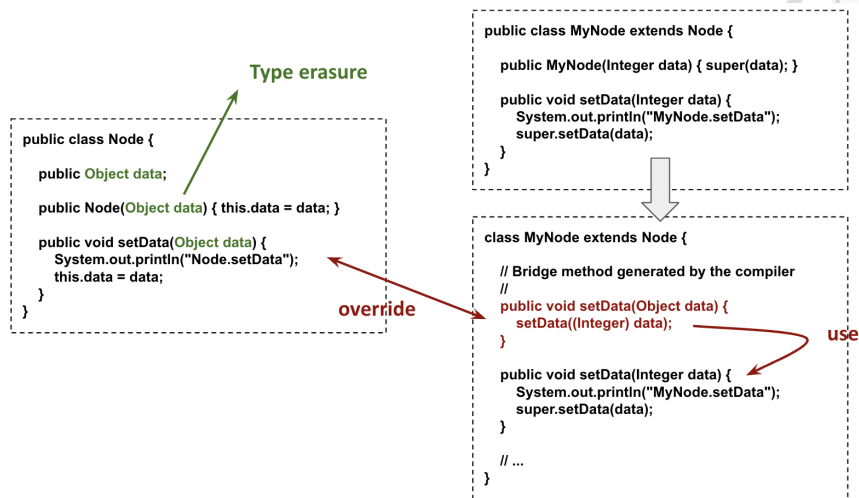 Type erasure
public class Node {
public Object data;
public Node(Object data) { this.data = data; }
public void setData(Object data) {
System.out.println("Node.setData");
this.data = data;
}
}
override
public class MyNode extends Node {
public MyNode(Integer data) { super(data); }
public void setData(Integer data) {
System.out.println("MyNode.setData");
super.setData(data);
}
}
class MyNode extends Node {
// Bridge method generated by the compiler
//
public void setData(Object data) {
setData((Integer) data);
}
use
public void setData(Integer data) {
System.out.println("MyNode.setData");
super.setData(data);
}
// ...
}